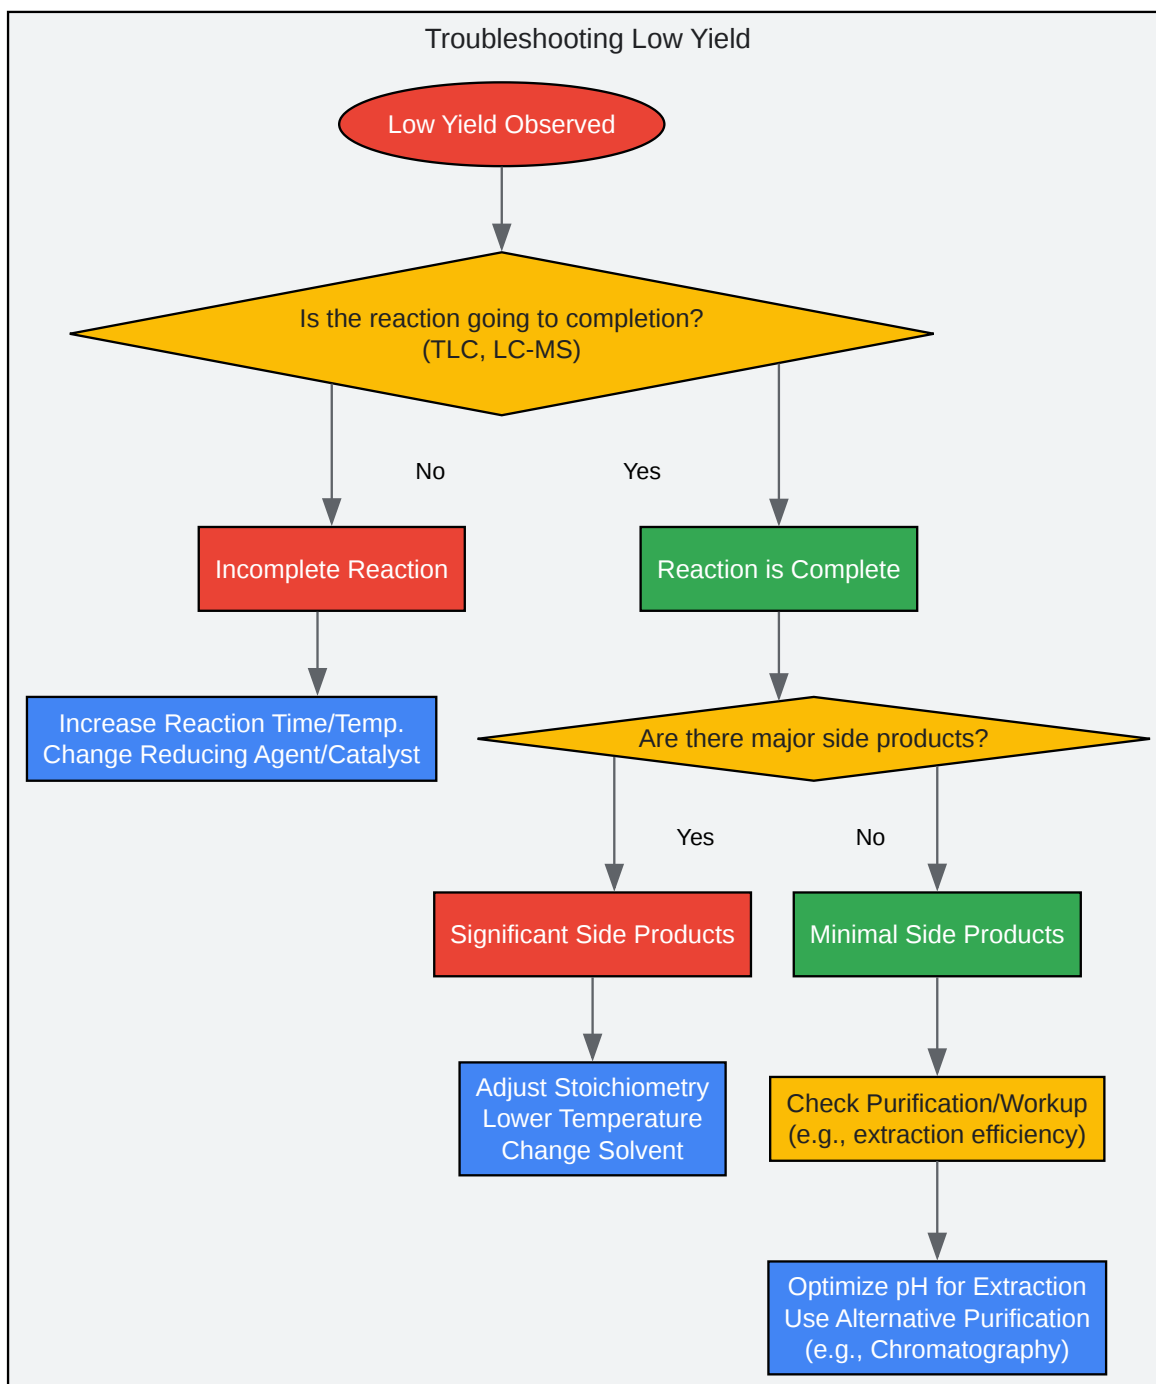 Troubleshooting Low Yield
Low Yield Observed
Is the reaction going to completion?
(TLC, LC-MS)
No
Yes
Incomplete Reaction
Reaction is Complete
Increase Reaction Time/Temp.
Change Reducing Agent/Catalyst
Are there major side products?
Yes
No
Significant Side Products
Minimal Side Products
Adjust Stoichiometry
Lower Temperature
Change Solvent
Check Purification/Workup
(e.g., extraction efficiency)
Optimize pH for Extraction
Use Alternative Purification
(e.g., Chromatography)